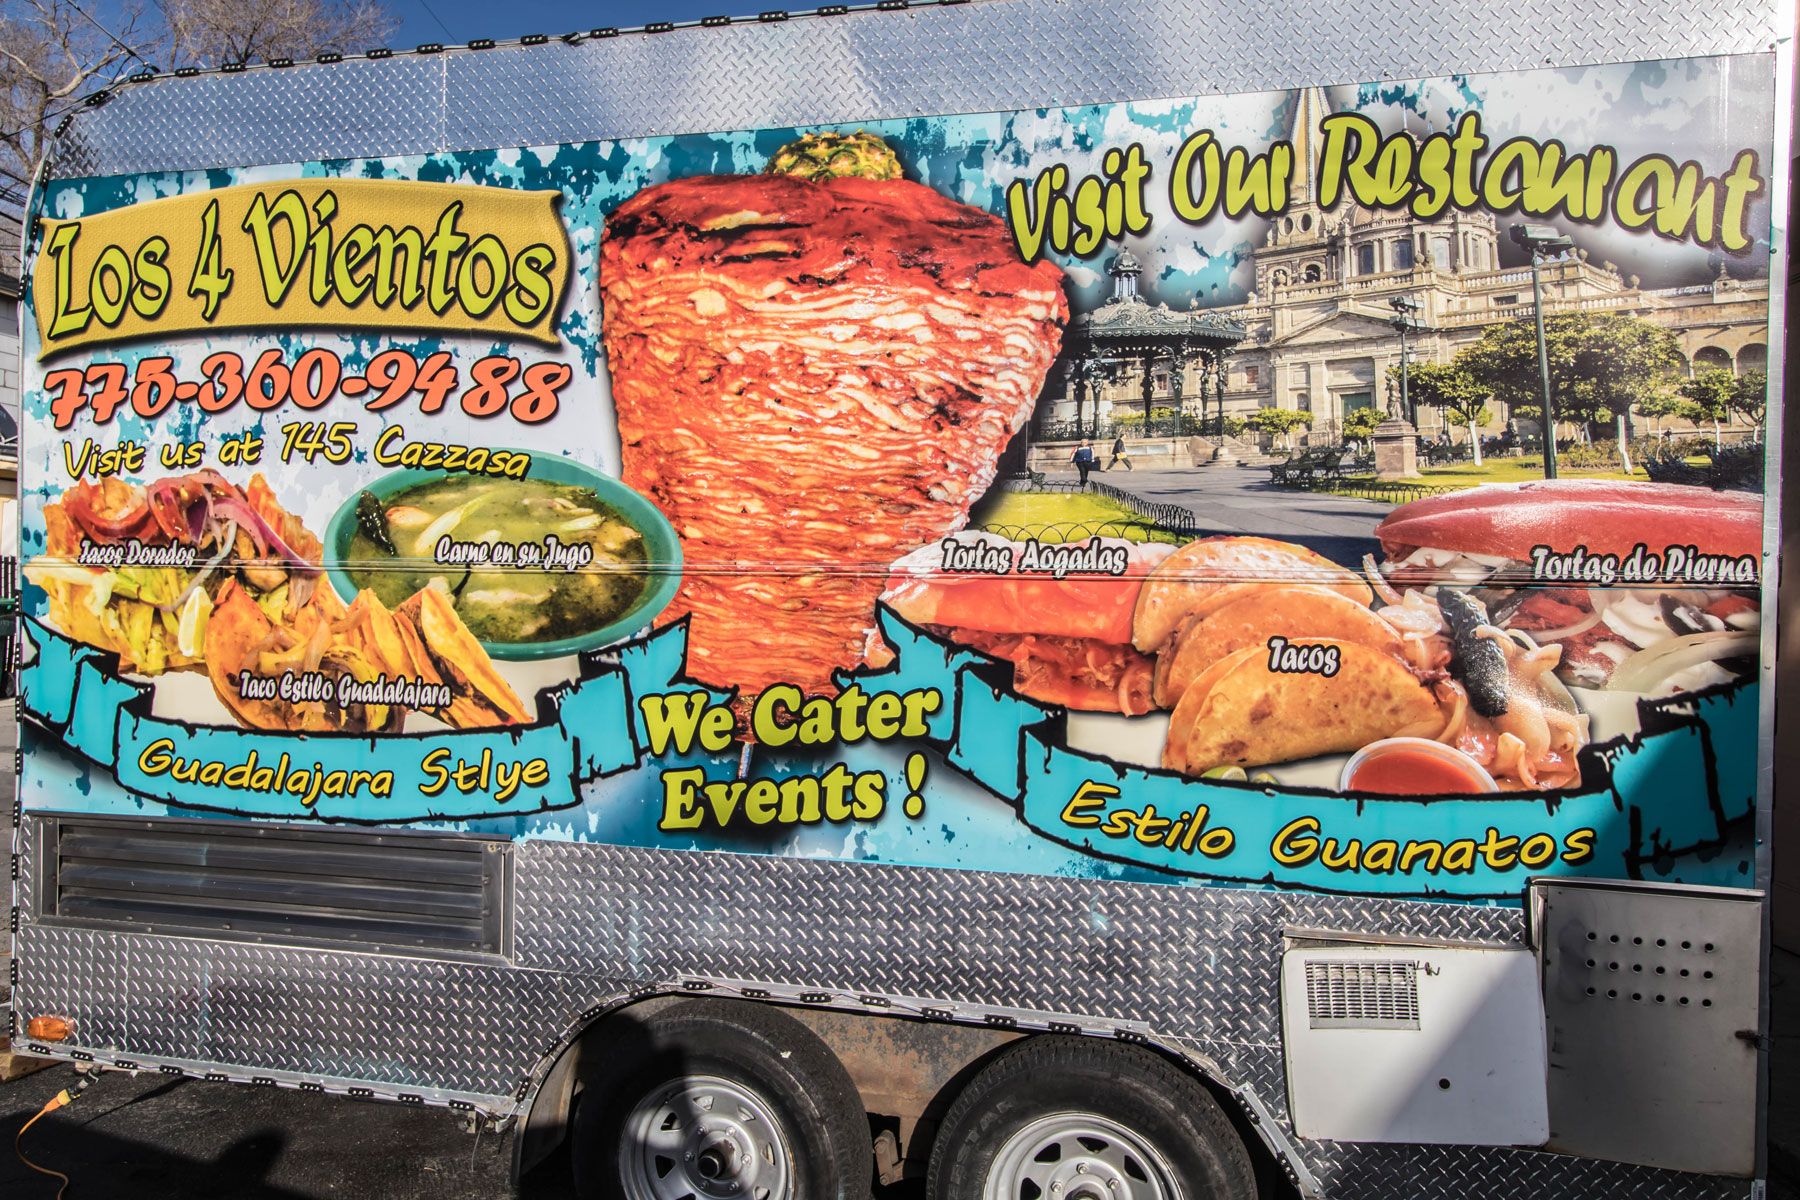 Los 4 Vientos
775-360-9488
Visit us at 145 Cazzasa
Visit Our Restaurant
Tacos Dorados
Carne en su Jugo
Taco Estilo Guadalajara
Guadalajara Stlye
We Cater
Events !
Tortas Aogadas
Tortas de Pierna
Tacos
Estilo Guanatos